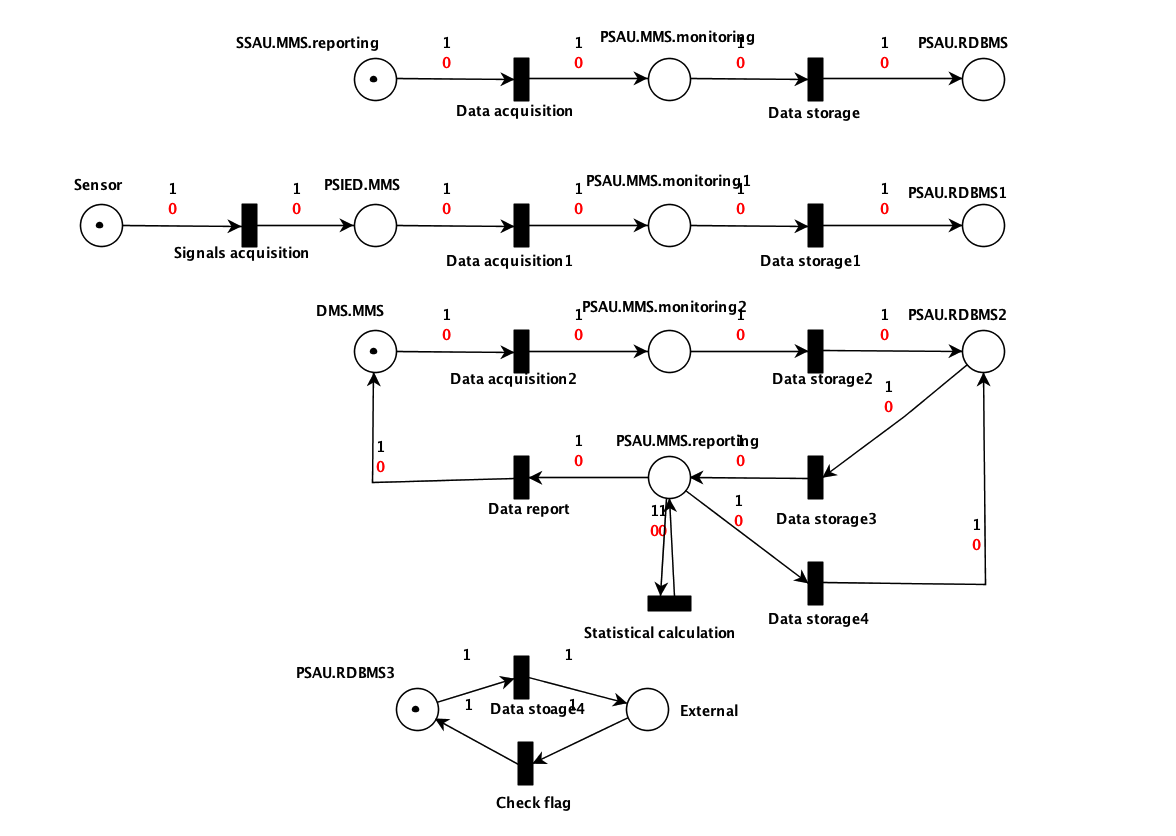 SSAU.MMS.reporting 1 1 PSAU.MMS.monitoring 1 1 PSAU.RDBMS
0 0 0 0
Data acquisition Data storage
Sensor 1 1 PSIED.MMS 1 1 PSAU.MMS.monitoring1 1 1 PSAU.RDBMS1
0 0 0 0 0 0
Signals acquisition Data acquisition1 Data storage1
DMS.MMS 1 1 PSAU.MMS.monitoring2 1 1 PSAU.RDBMS2
0 0 0 0
Data acquisition2 Data storage2
1
0
1 1 PSAU.MMS.reporting 1
0 0 0
Data report Data storage3
1 1 1
0 0 0
1
0
Data storage4
Statistical calculation
1 1
PSAU.RDBMS3
1 Data stoage4 1
External
Check flag